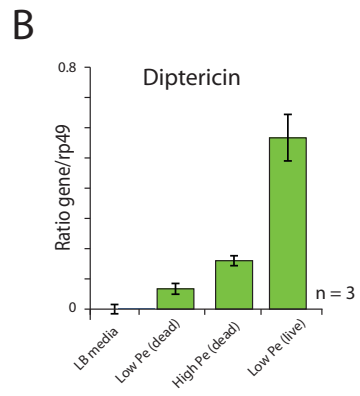 B
Diptericin
0.8
Ratio gene/rp49
0
n = 3
LB media
Low Pe (dead)
High Pe (dead)
Low Pe (live)